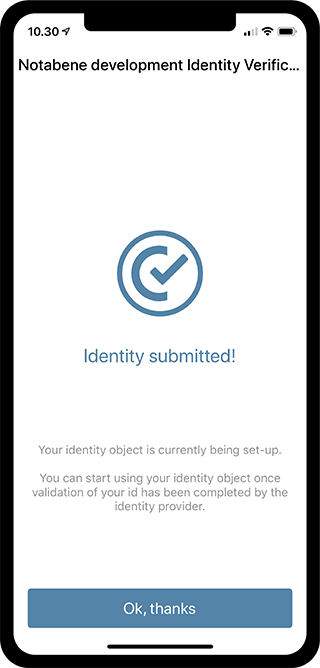 10.30
Notabene development Identity Verific...
Identity submitted!
Your identity object is currently being set-up.
You can start using your identity object once
validation of your id has been completed by the
identity provider.
Ok, thanks